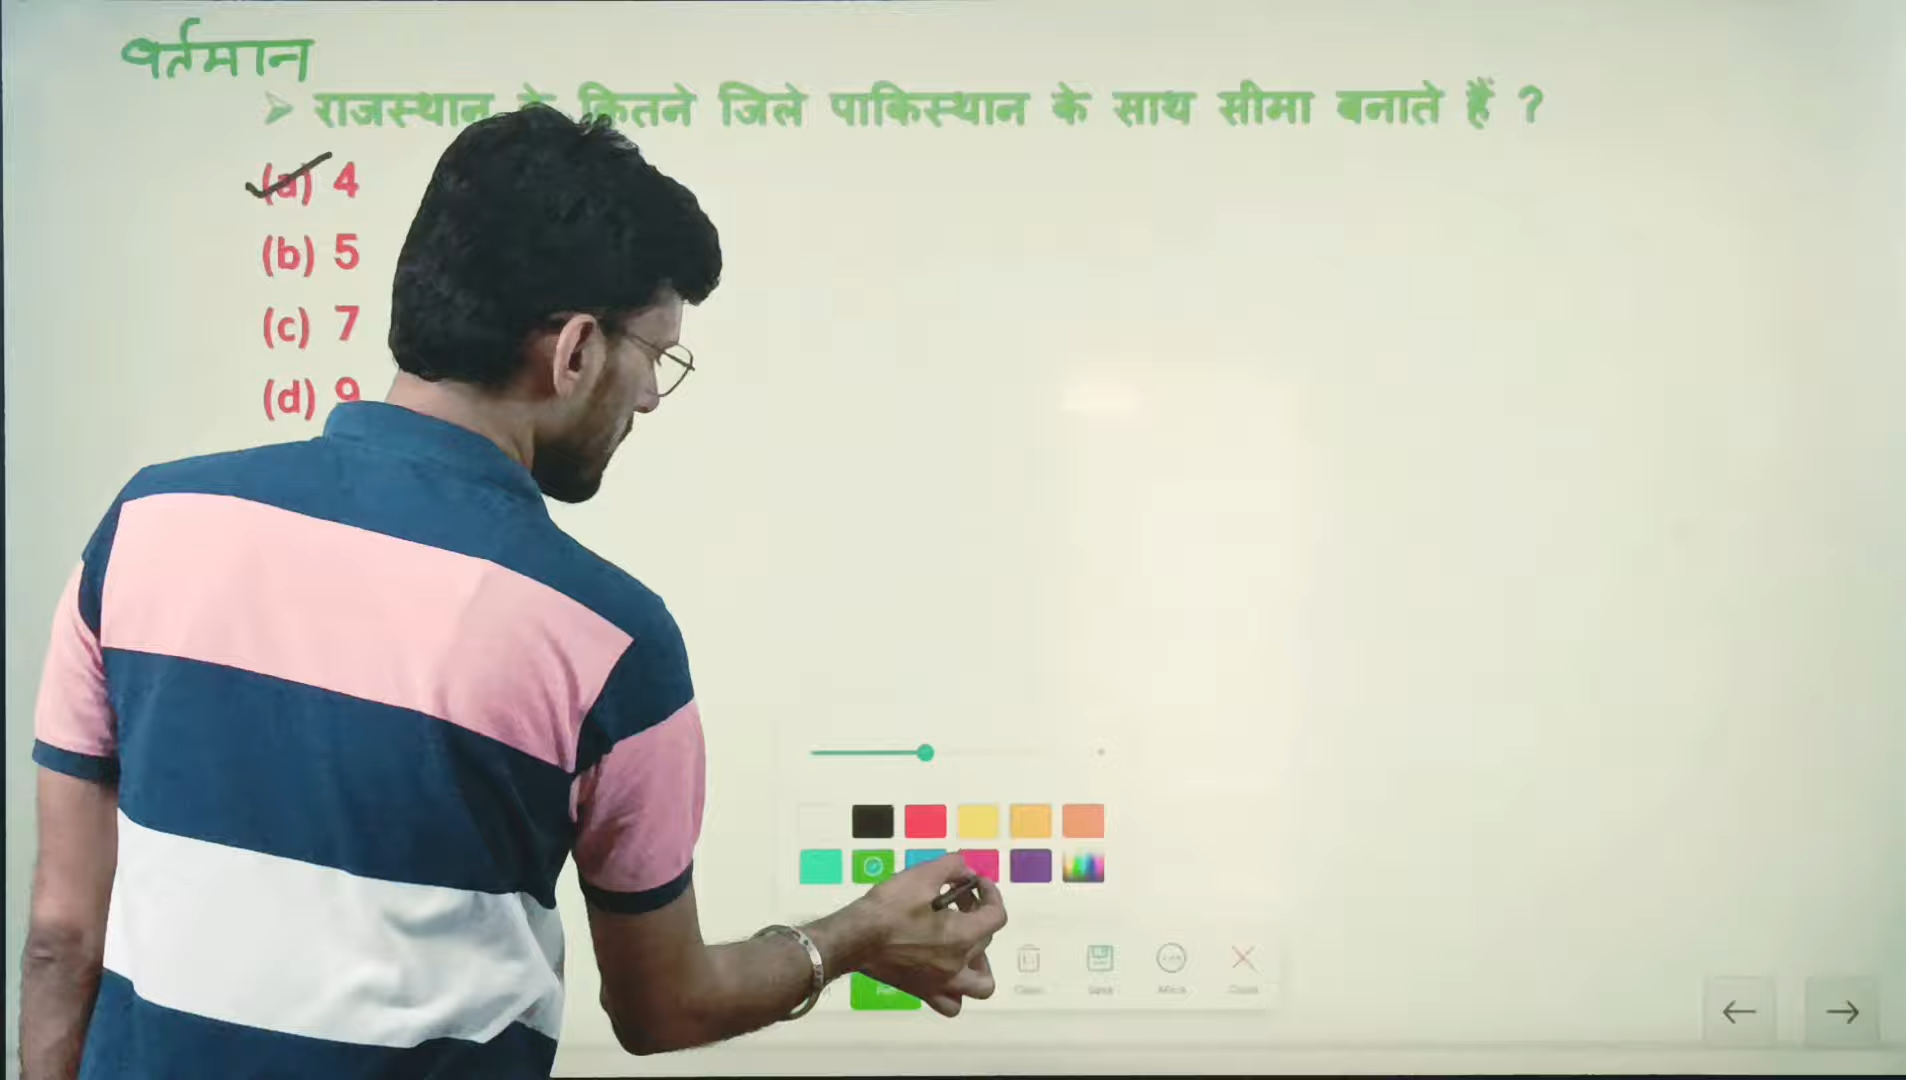 वर्तमान
➢ राजस्थान के कितने जिले पाकिस्थान के साथ सीमा बनाते हैं ?
(a) 4
(b) 5
(c) 7
(d) 9